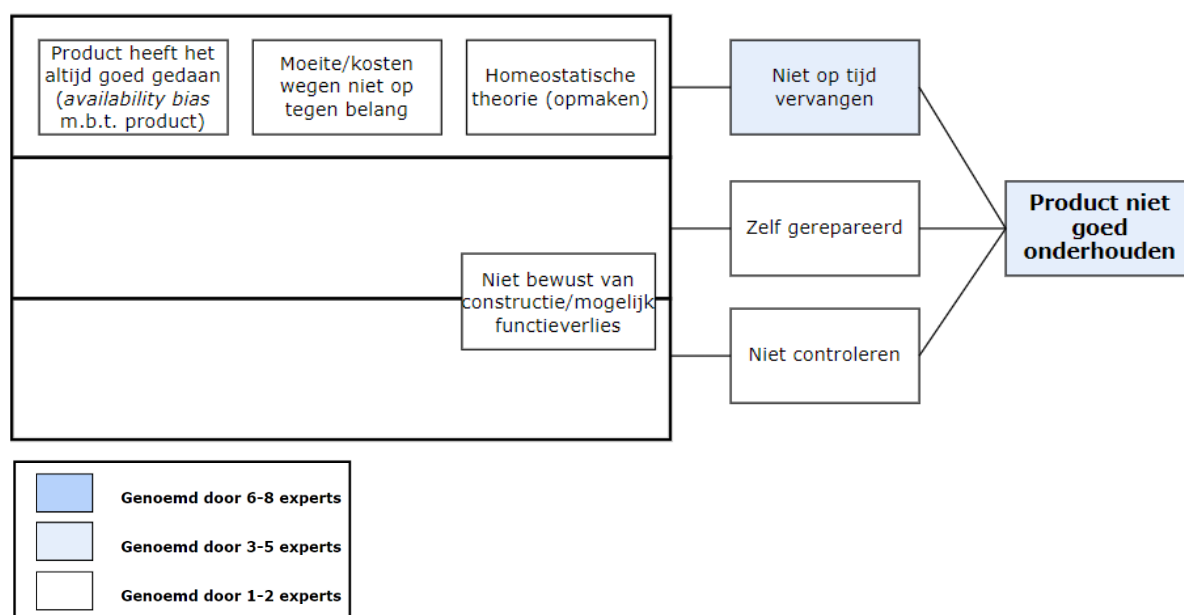 Product heeft het
altijd goed gedaan
(availability bias
m.b.t. product)
Moeite/kosten
wegen niet op
tegen belang
Homeostatische
theorie (opmaken)
Niet op tijd
vervangen
Zelf gerepareerd
Product niet
goed
onderhouden
Niet bewust van
constructie/mogelijk
functieverlies
Niet controleren
Genoemd door 6-8 experts
Genoemd door 3-5 experts
Genoemd door 1-2 experts